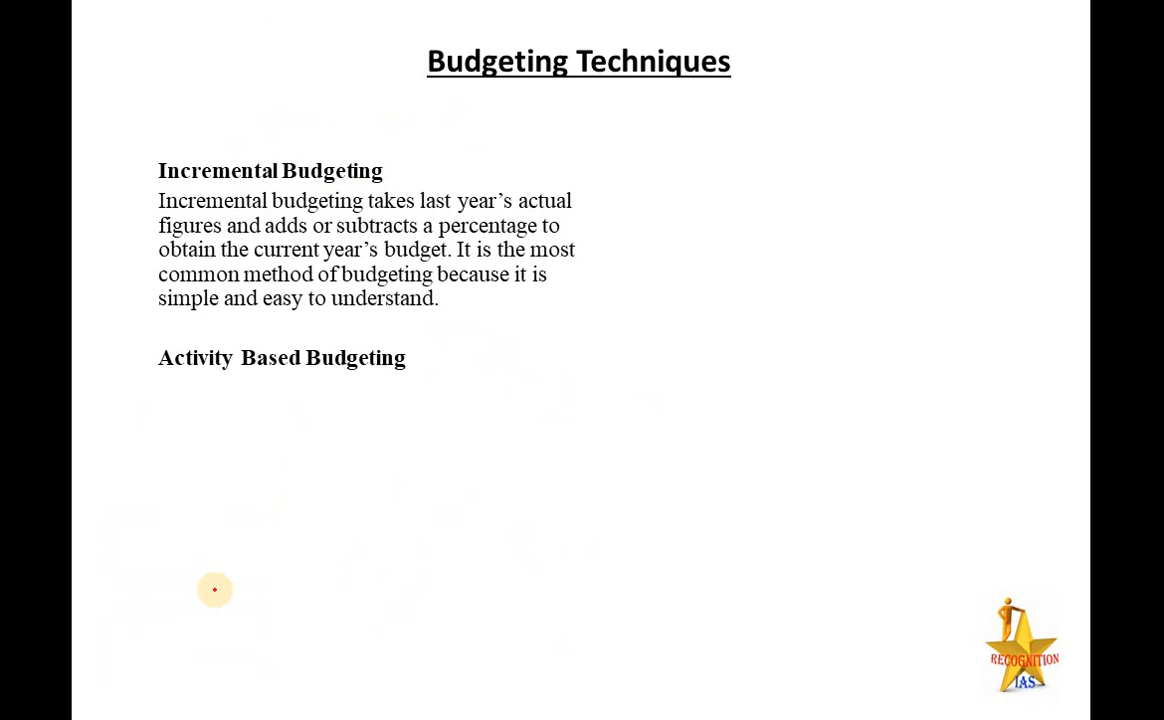 Budgeting Techniques
Incremental Budgeting
Incremental budgeting takes last year’s actual
figures and adds or subtracts a percentage to
obtain the current year’s budget. It is the most
common method of budgeting because it is
simple and easy to understand.
Activity Based Budgeting
RECOGNITION
IAS